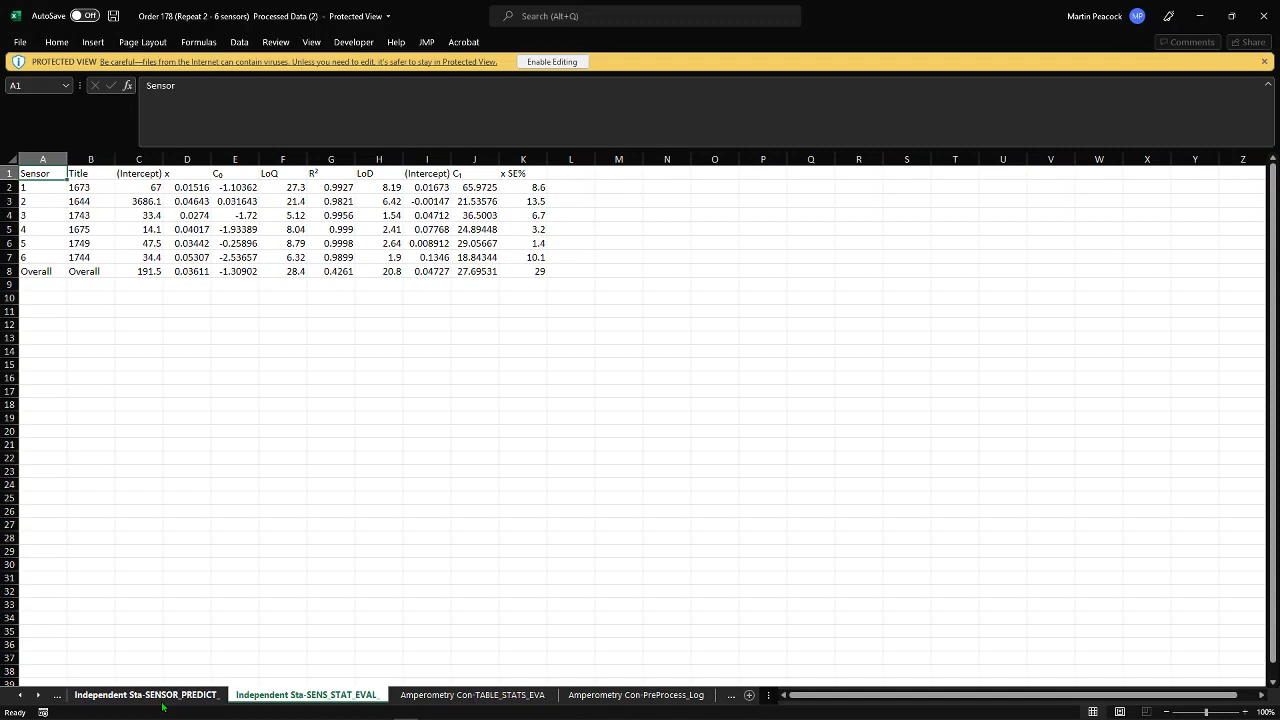 AutoSave Off Order 178 (Repeat 2 - 6 sensors) Processed Data (2) - Protected View Search (Alt+Q) Martin Peacock MP
File Home Insert Draw Page Layout Formulas Data Review View Developer Help JMP Acrobat Comments Share
PROTECTED VIEW Be careful—files from the Internet can contain viruses. Unless you need to edit, it's safer to stay in Protected View. Enable Editing
A1 fx Sensor
A B C D E F G H I J K L M N O P Q R S T U V W X Y Z
1 Sensor Title (Intercept) x C₀ LoQ R² LoD (Intercept) C₁ x SE%
2 1 1673 67 0.01516 -1.10362 27.3 0.9927 8.19 0.01673 65.9725 8.6
3 2 1644 3686.1 0.04643 0.031643 21.4 0.9821 6.42 -0.00147 21.53576 13.5
4 3 1743 33.4 0.0274 -1.72 5.12 0.9956 1.54 0.04712 36.5003 6.7
5 4 1675 14.1 0.04017 -1.93389 8.04 0.999 2.41 0.07768 24.89448 3.2
6 5 1749 47.5 0.03442 -0.25896 8.79 0.9998 2.64 0.008912 29.05667 1.4
7 6 1744 34.4 0.05307 -2.53657 6.32 0.9899 1.9 0.1346 18.84344 10.1
8 Overall Overall 191.5 0.03611 -1.30902 28.4 0.4261 20.8 0.04727 27.69531 29
9
10
11
12
13
14
15
16
17
18
19
20
21
22
23
24
25
26
27
28
29
30
31
32
33
34
35
36
37
38
39
... Independent Sta-SENSOR_PREDICT_ Independent Sta-SENS_STAT_EVAL_ Amperometry Con-TABLE_STATS_EVA Amperometry Con-PreProcess_Log ...
Ready 100%